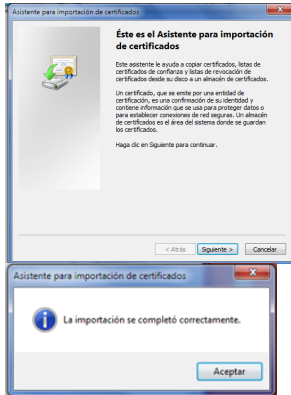 Asistente para importación de certificados
Éste es el Asistente para importación
de certificados
Este asistente le ayuda a copiar certificados, listas de
certificados de confianza y listas de revocación de
certificados desde su disco a un almacén de certificados.
Un certificado, que se emite por una entidad de
certificación, es una confirmación de su identidad y
contiene información que se usa para proteger datos o
para establecer conexiones de red seguras. Un almacén
de certificados es el área del sistema donde se guardan
los certificados.
Haga clic en Siguiente para continuar.
< Atrás
Siguiente >
Cancelar
Asistente para importación de certificados
La importación se completó correctamente.
Aceptar